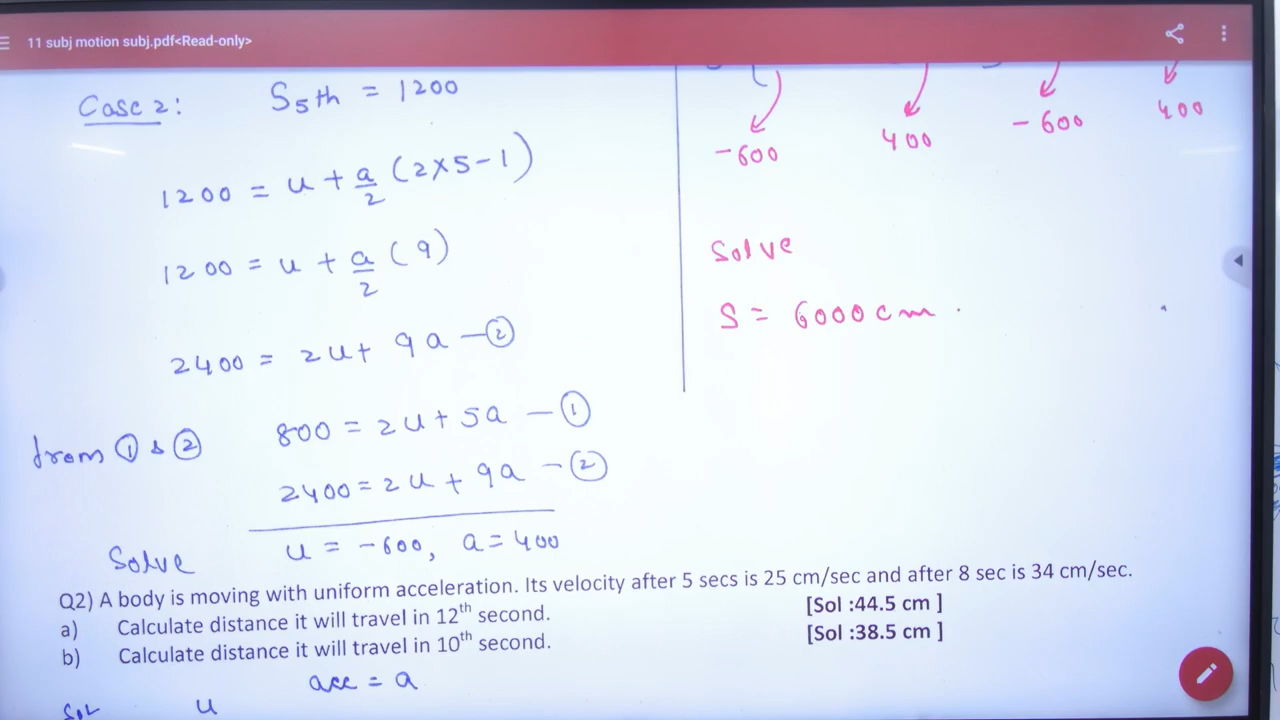 11 subj motion subj.pdf<Read-only>
Case 2: S5th = 1200
1200 = u + a/2 (2×5-1)
1200 = u + a/2 (9)
2400 = 2u + 9a —②
from ① & ② 800 = 2u + 5a —①
2400 = 2u + 9a —②
Solve u = -600, a = 400
-600 400 -600 400
Solve
S = 6000 cm.
Q2) A body is moving with uniform acceleration. Its velocity after 5 secs is 25 cm/sec and after 8 sec is 34 cm/sec.
a) Calculate distance it will travel in 12th second. [Sol :44.5 cm ]
b) Calculate distance it will travel in 10th second. [Sol :38.5 cm ]
acc = a
Sol u